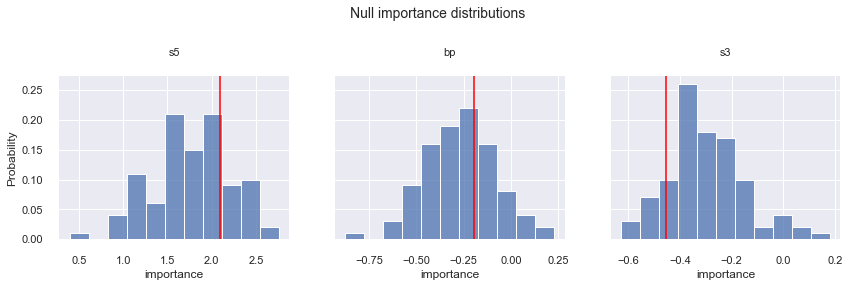 Null importance distributions
s5
bp
s3
Probability
0.25
0.20
0.15
0.10
0.05
0.00
0.5 1.0 1.5 2.0 2.5
−0.75 −0.50 −0.25 0.00 0.25
−0.6 −0.4 −0.2 0.0 0.2
importance
importance
importance